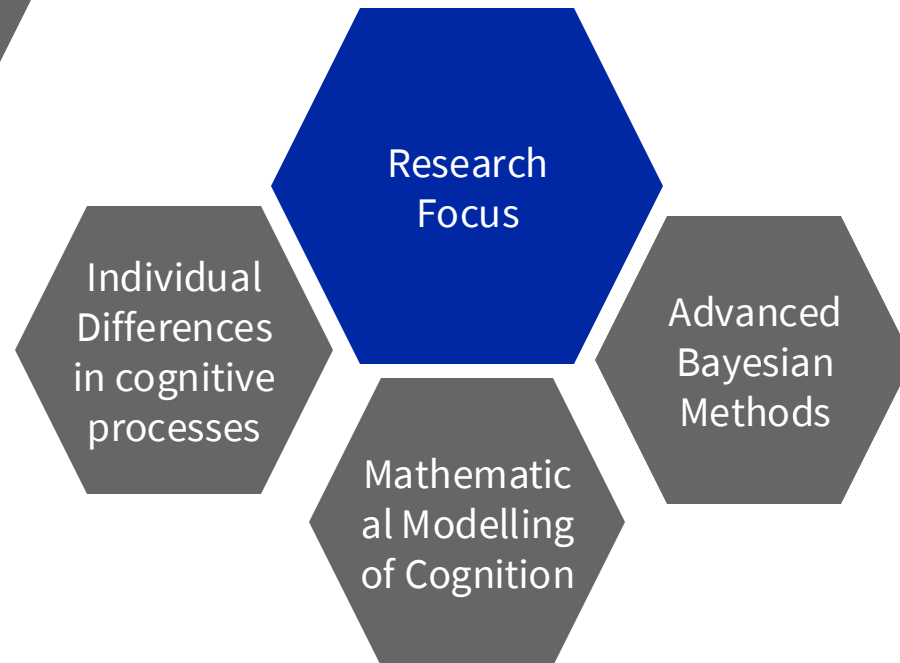 Research
Focus
Individual
Differences
in cognitive
processes
Mathematic
al Modelling
of Cognition
Advanced
Bayesian
Methods